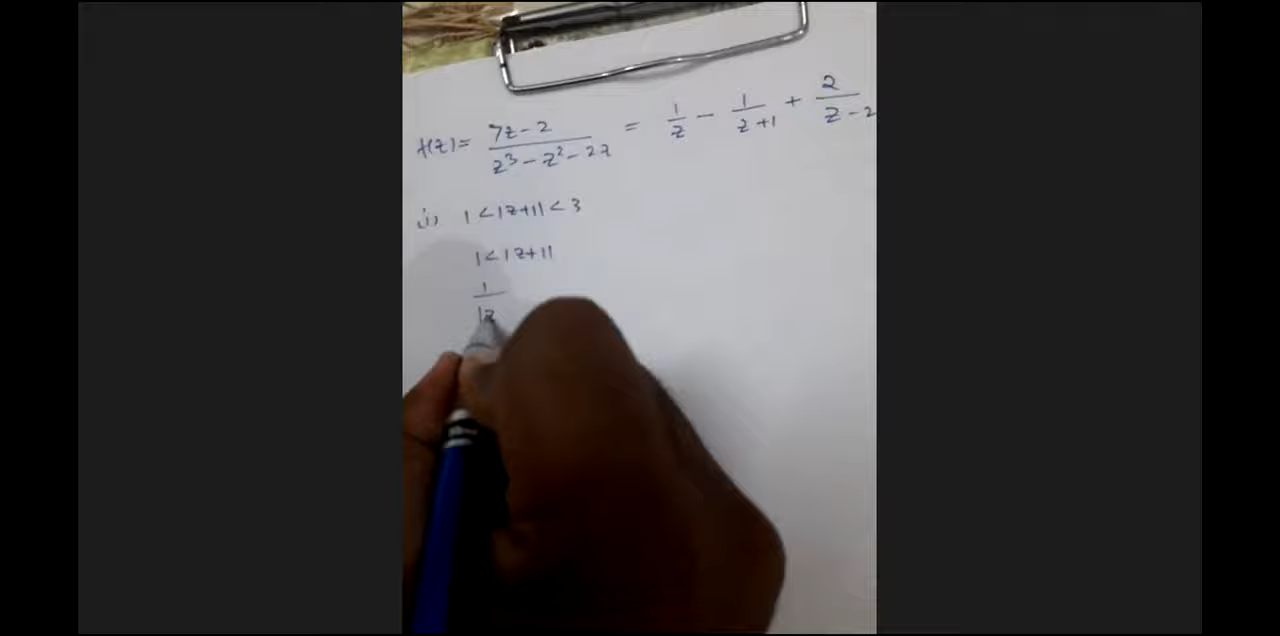 f(z) = 7z-2 / z³ - z² - 2z = 1/z - 1/z+1 + 2/z-2
i) 1 < |z+1| < 3
1 < |z+1|
1/|z